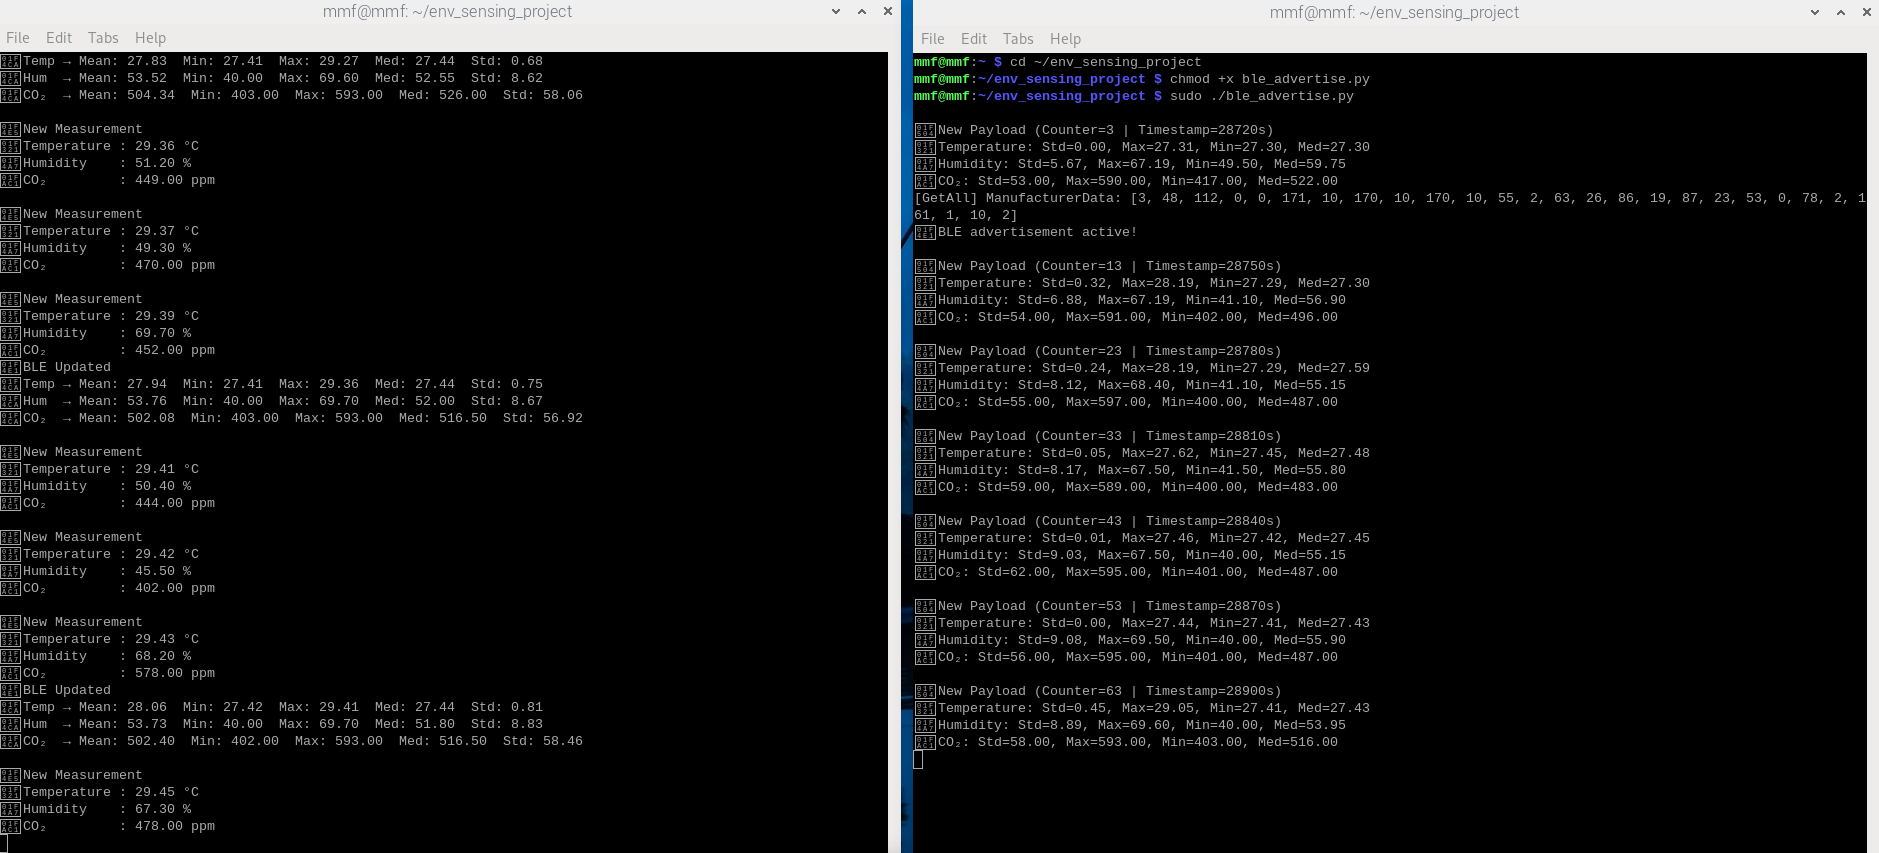 mmf@mmf: ~/env_sensing_project
File Edit Tabs Help
Temp → Mean: 27.83 Min: 27.41 Max: 29.27 Med: 27.44 Std: 0.68
Hum → Mean: 53.52 Min: 40.00 Max: 69.60 Med: 52.55 Std: 8.62
CO₂ → Mean: 504.34 Min: 403.00 Max: 593.00 Med: 526.00 Std: 58.06
New Measurement
Temperature : 29.36 °C
Humidity : 51.20 %
CO₂ : 449.00 ppm
New Measurement
Temperature : 29.37 °C
Humidity : 49.30 %
CO₂ : 470.00 ppm
New Measurement
Temperature : 29.39 °C
Humidity : 69.70 %
CO₂ : 452.00 ppm
BLE Updated
Temp → Mean: 27.94 Min: 27.41 Max: 29.36 Med: 27.44 Std: 0.75
Hum → Mean: 53.76 Min: 40.00 Max: 69.70 Med: 52.00 Std: 8.67
CO₂ → Mean: 502.08 Min: 403.00 Max: 593.00 Med: 516.50 Std: 56.92
New Measurement
Temperature : 29.41 °C
Humidity : 50.40 %
CO₂ : 444.00 ppm
New Measurement
Temperature : 29.42 °C
Humidity : 45.50 %
CO₂ : 402.00 ppm
New Measurement
Temperature : 29.43 °C
Humidity : 68.20 %
CO₂ : 578.00 ppm
BLE Updated
Temp → Mean: 28.06 Min: 27.42 Max: 29.41 Med: 27.44 Std: 0.81
Hum → Mean: 53.73 Min: 40.00 Max: 69.70 Med: 51.80 Std: 8.83
CO₂ → Mean: 502.40 Min: 402.00 Max: 593.00 Med: 516.50 Std: 58.46
New Measurement
Temperature : 29.45 °C
Humidity : 67.30 %
CO₂ : 478.00 ppm
mmf@mmf: ~/env_sensing_project
File Edit Tabs Help
mmf@mmf:~ $ cd ~/env_sensing_project
mmf@mmf:~/env_sensing_project $ chmod +x ble_advertise.py
mmf@mmf:~/env_sensing_project $ sudo ./ble_advertise.py
New Payload (Counter=3 | Timestamp=28720s)
Temperature: Std=0.00, Max=27.31, Min=27.30, Med=27.30
Humidity: Std=5.67, Max=67.19, Min=49.50, Med=59.75
CO₂: Std=53.00, Max=590.00, Min=417.00, Med=522.00
[GetAll] ManufacturerData: [3, 48, 112, 0, 0, 171, 10, 170, 10, 170, 10, 55, 2, 63, 26, 86, 19, 87, 23, 53, 0, 78, 2, 1
61, 1, 10, 2]
BLE advertisement active!
New Payload (Counter=13 | Timestamp=28750s)
Temperature: Std=0.32, Max=28.19, Min=27.29, Med=27.30
Humidity: Std=6.88, Max=67.19, Min=41.10, Med=56.90
CO₂: Std=54.00, Max=591.00, Min=402.00, Med=496.00
New Payload (Counter=23 | Timestamp=28780s)
Temperature: Std=0.24, Max=28.19, Min=27.29, Med=27.59
Humidity: Std=8.12, Max=68.40, Min=41.10, Med=55.15
CO₂: Std=55.00, Max=597.00, Min=400.00, Med=487.00
New Payload (Counter=33 | Timestamp=28810s)
Temperature: Std=0.05, Max=27.62, Min=27.45, Med=27.48
Humidity: Std=8.17, Max=67.50, Min=41.50, Med=55.80
CO₂: Std=59.00, Max=589.00, Min=400.00, Med=483.00
New Payload (Counter=43 | Timestamp=28840s)
Temperature: Std=0.01, Max=27.46, Min=27.42, Med=27.45
Humidity: Std=9.03, Max=67.50, Min=40.00, Med=55.15
CO₂: Std=62.00, Max=595.00, Min=401.00, Med=487.00
New Payload (Counter=53 | Timestamp=28870s)
Temperature: Std=0.00, Max=27.44, Min=27.41, Med=27.43
Humidity: Std=9.08, Max=69.50, Min=40.00, Med=55.90
CO₂: Std=56.00, Max=595.00, Min=401.00, Med=487.00
New Payload (Counter=63 | Timestamp=28900s)
Temperature: Std=0.45, Max=29.05, Min=27.41, Med=27.43
Humidity: Std=8.89, Max=69.60, Min=40.00, Med=53.95
CO₂: Std=58.00, Max=593.00, Min=403.00, Med=516.00